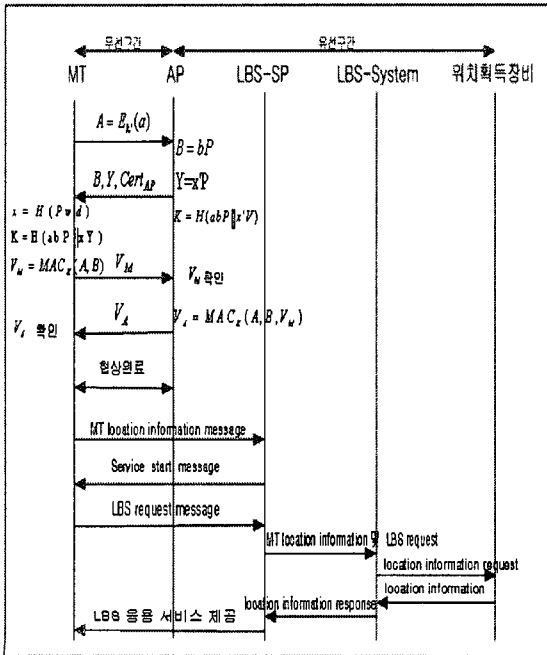 무선구간 유선구간
MT AP LBS-SP LBS-System 위치획득장비
A = E_k'(a)
B = bP
B, Y, Cert_AP Y=x'P
x = H(Pwd) K = H(abP||x'V)
K=H(abP||xY)
V_M = MAC_K(A, B) V_M V_M 확인
V_A V_A = MAC_K(A, B, V_M)
V_A 확인
협상완료
MT location information message
Service start message
LBS request message
MT location information 및 LBS request
location information request
location information
location information response
LBS 응용 서비스 제공